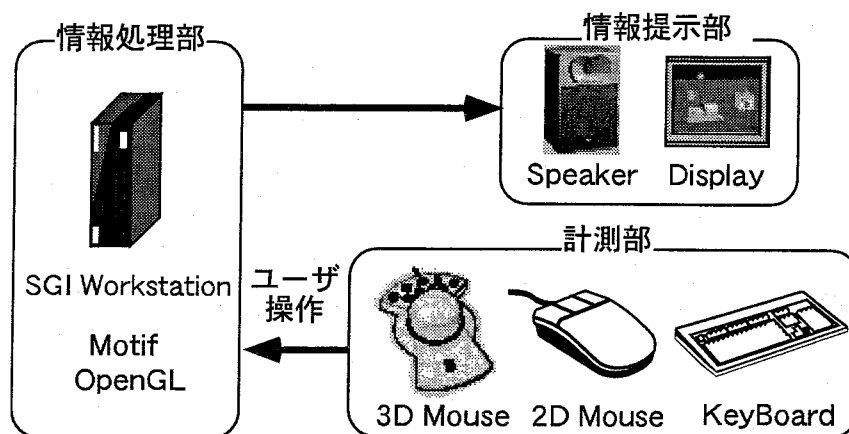 情報処理部
SGI Workstation
Motif
OpenGL
情報提示部
Speaker
Display
ユーザ
操作
計測部
3D Mouse
2D Mouse
KeyBoard